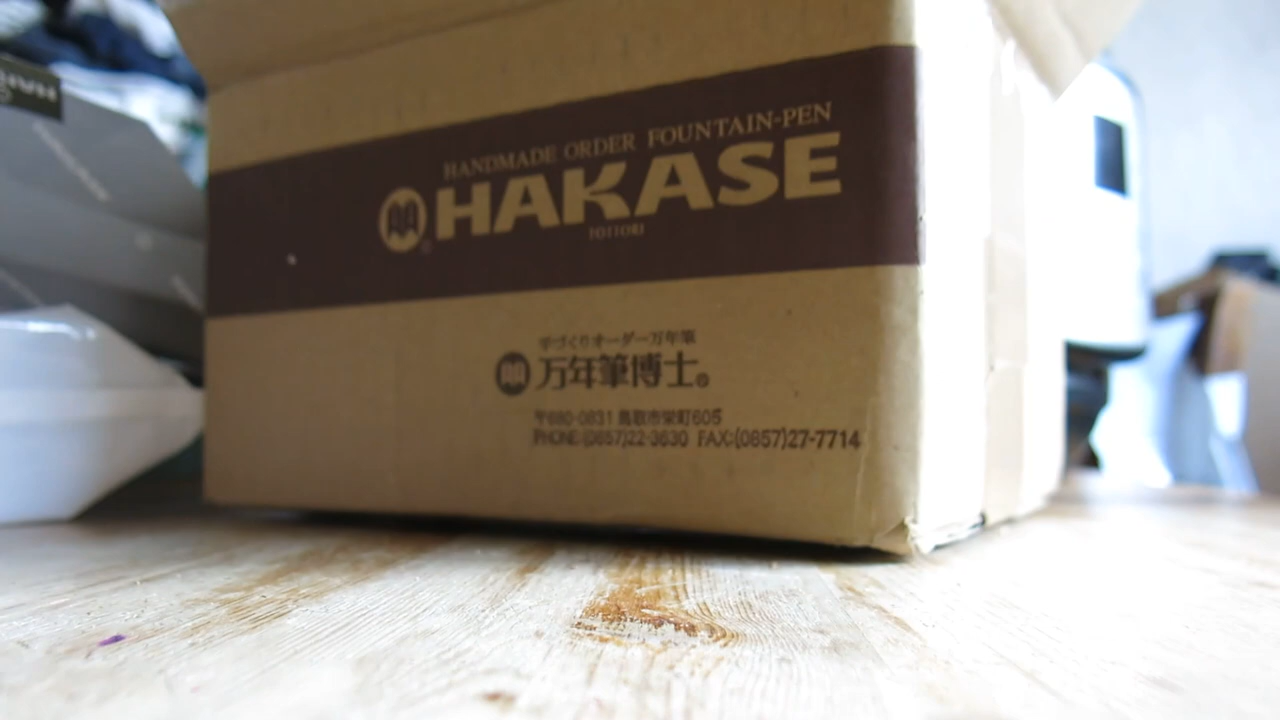 HANDMADE ORDER FOUNTAIN-PEN
HAKASE
TOTTORI
手づくりオーダー万年筆
万年筆博士®
〒680-0831 鳥取市栄町605
PHONE:(0857)22-3630 FAX:(0857)27-7714